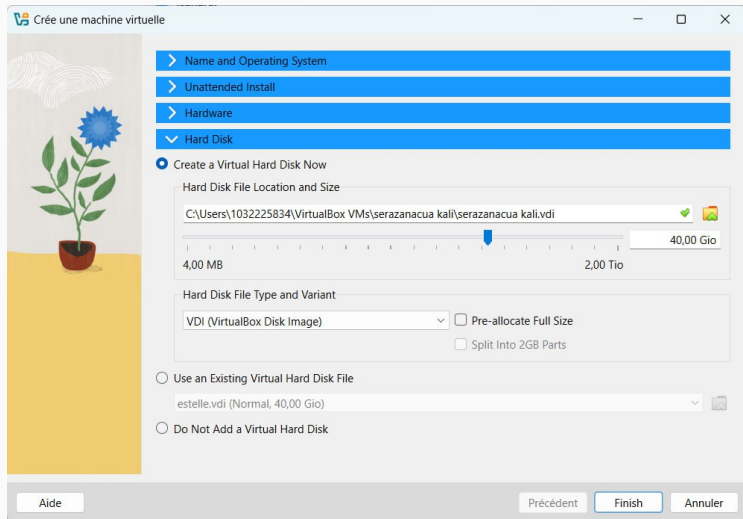 Crée une machine virtuelle
Name and Operating System
Unattended Install
Hardware
Hard Disk
Create a Virtual Hard Disk Now
Hard Disk File Location and Size
C:\Users\1032225834\VirtualBox VMs\serazanacua kali\serazanacua kali.vdi
40,00 Gio
4,00 MB 2,00 Tio
Hard Disk File Type and Variant
VDI (VirtualBox Disk Image) Pre-allocate Full Size
Split Into 2GB Parts
Use an Existing Virtual Hard Disk File
estelle.vdi (Normal, 40,00 Gio)
Do Not Add a Virtual Hard Disk
Aide Précédent Finish Annuler